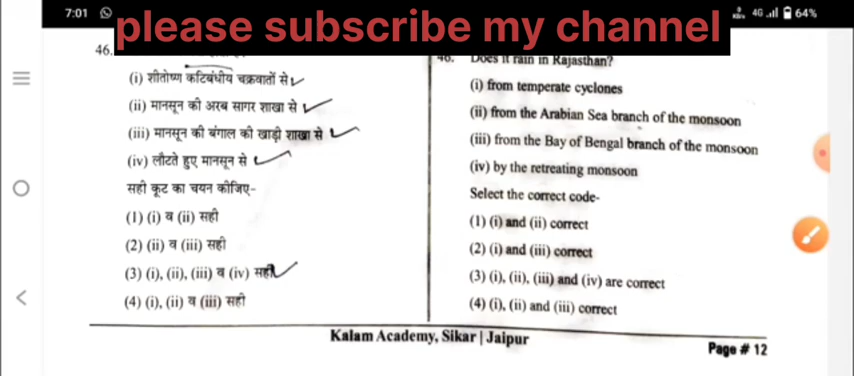 7:01
4G 64%
please subscribe my channel
46.
(i) शीतोष्ण कटिबंधीय चक्रवातों से
(ii) मानसून की अरब सागर शाखा से
(iii) मानसून की बंगाल की खाड़ी शाखा से
(iv) लौटते हुए मानसून से
सही कूट का चयन कीजिए-
(1) (i) व (ii) सही
(2) (ii) व (iii) सही
(3) (i), (ii), (iii) व (iv) सही
(4) (i), (ii) व (iii) सही
46. Does it rain in Rajasthan?
(i) from temperate cyclones
(ii) from the Arabian Sea branch of the monsoon
(iii) from the Bay of Bengal branch of the monsoon
(iv) by the retreating monsoon
Select the correct code-
(1) (i) and (ii) correct
(2) (i) and (iii) correct
(3) (i), (ii), (iii) and (iv) are correct
(4) (i), (ii) and (iii) correct
Kalam Academy, Sikar | Jaipur
Page # 12